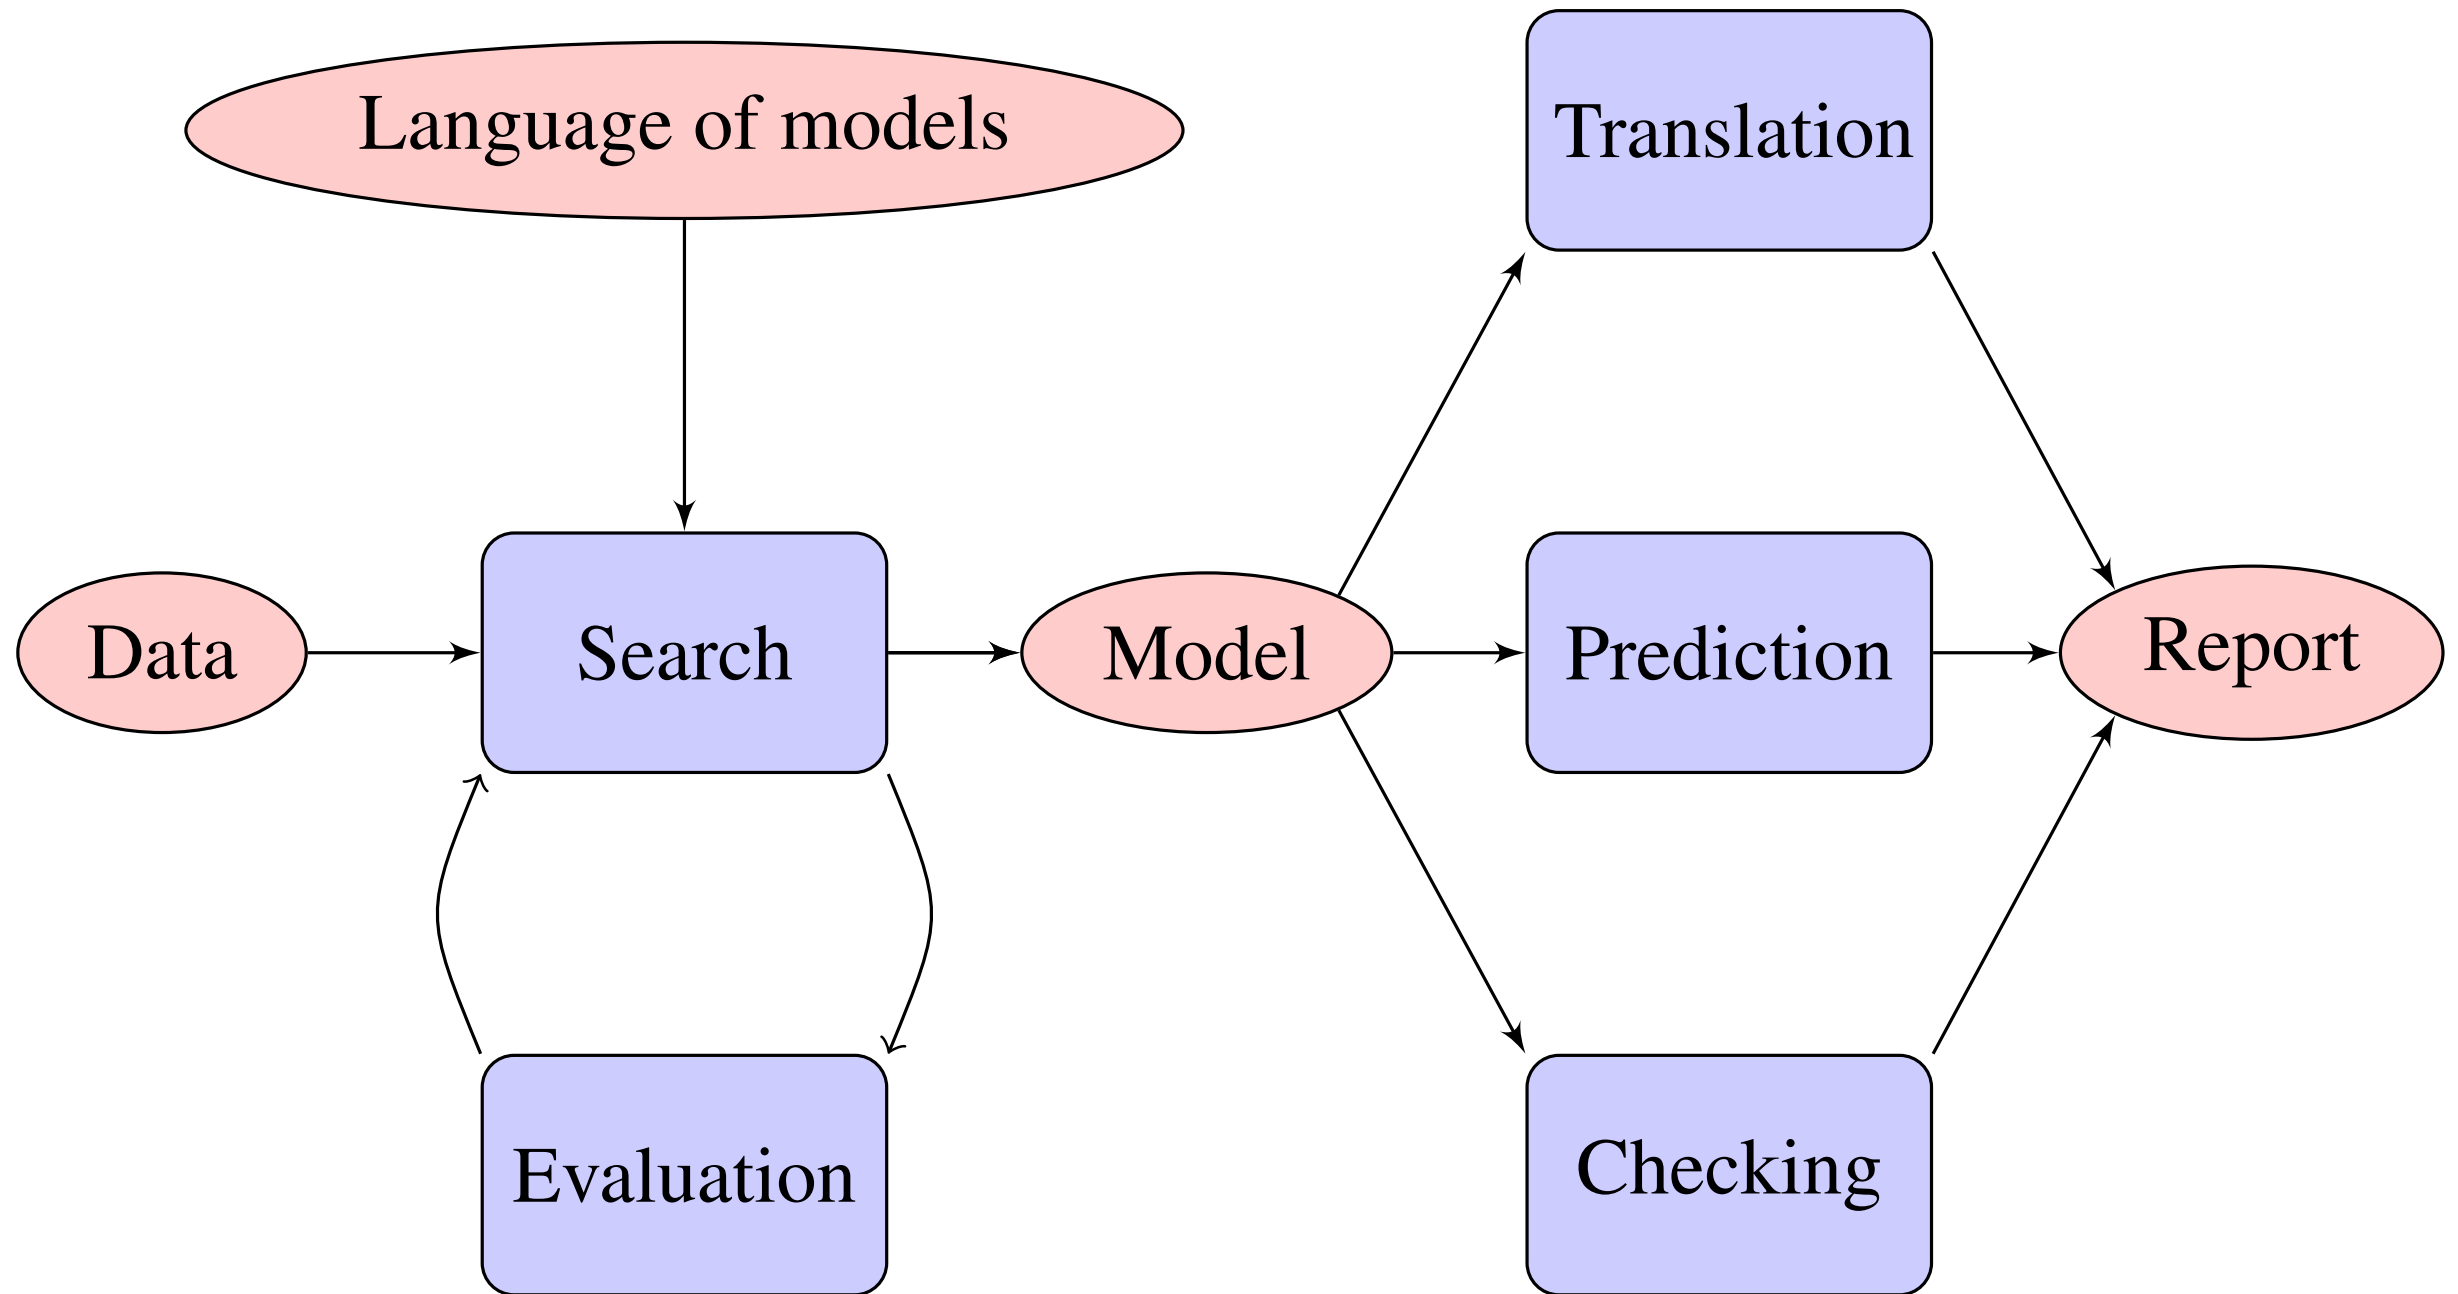 Language of models
Translation
Data
Search
Model
Prediction
Report
Evaluation
Checking